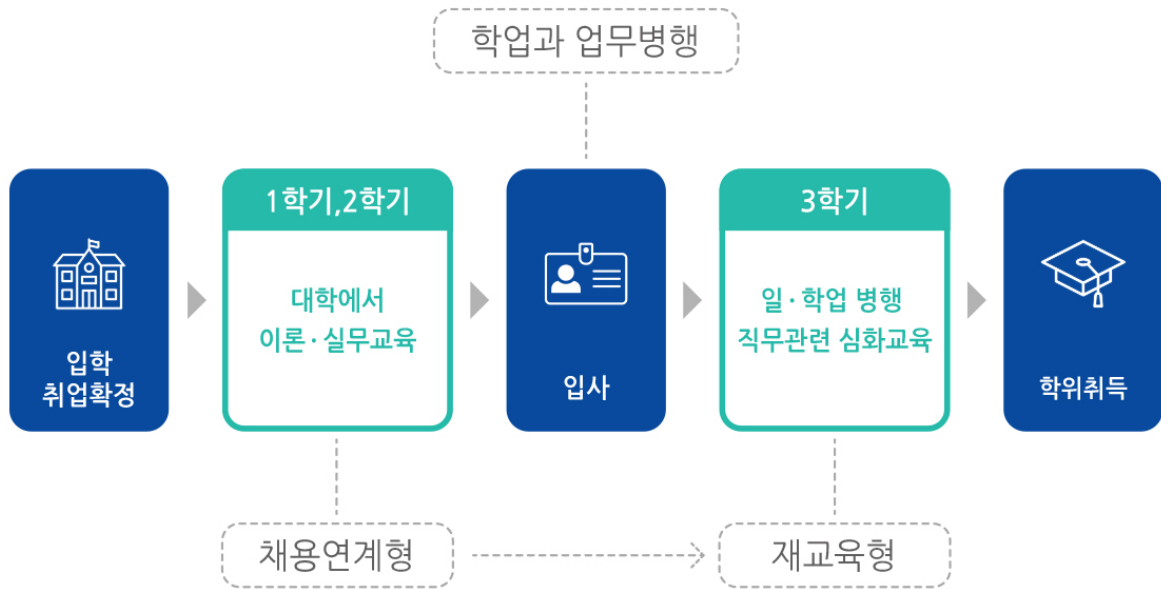 학업과 업무병행
입학
취업확정
1학기,2학기
대학에서
이론·실무교육
입사
3학기
일·학업 병행
직무관련 심화교육
학위취득
채용연계형
재교육형